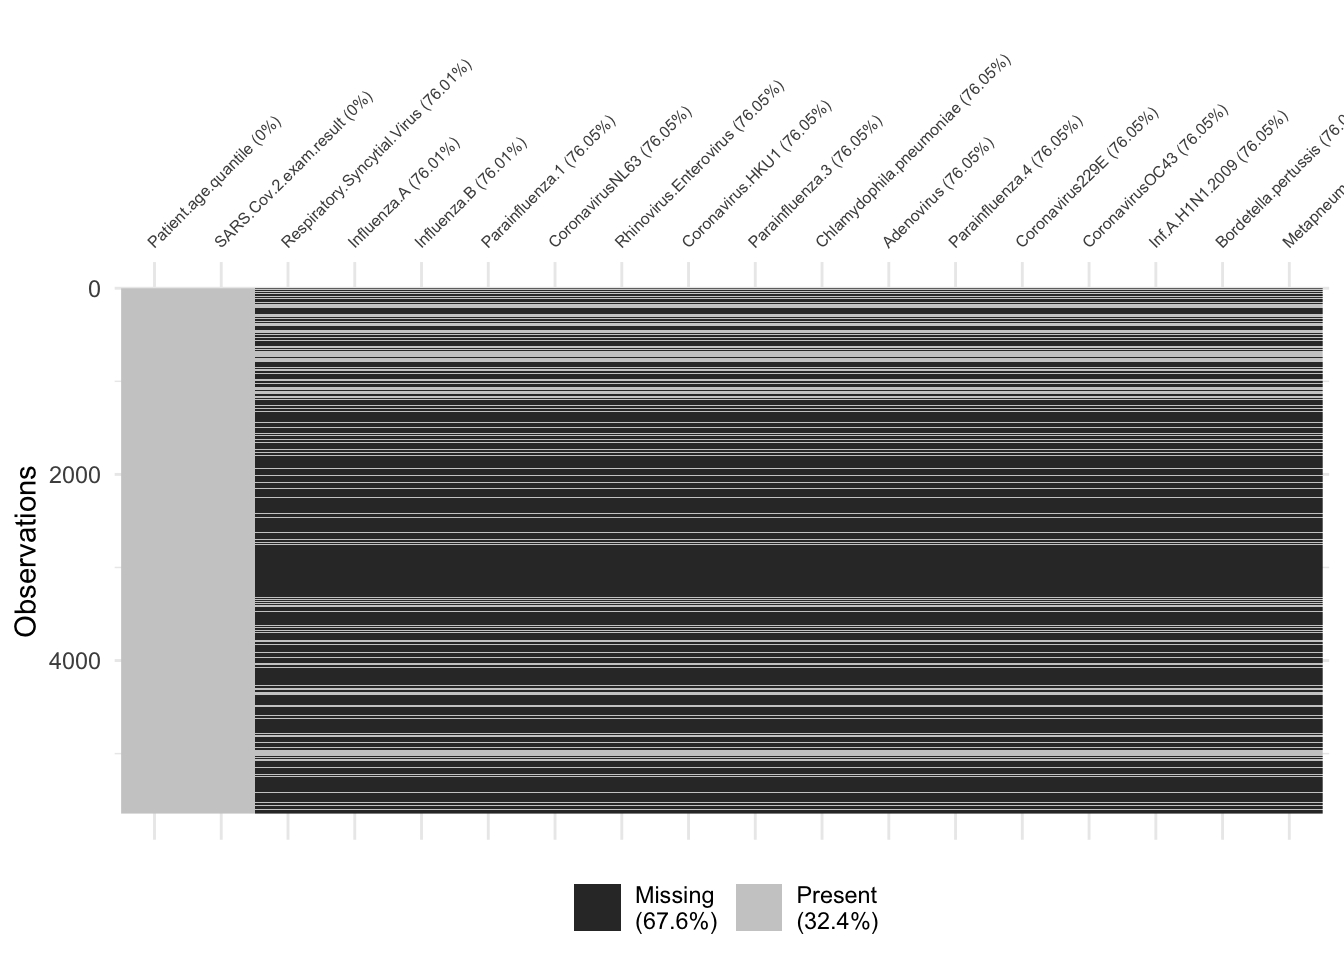 Patient.age.quantile (0%)
SARS.Cov.2.exam.result (0%)
Respiratory.Syncytial.Virus (76.01%)
Influenza.A (76.01%)
Influenza.B (76.01%)
Parainfluenza.1 (76.05%)
CoronavirusNL63 (76.05%)
Rhinovirus.Enterovirus (76.05%)
Coronavirus.HKU1 (76.05%)
Parainfluenza.3 (76.05%)
Chlamydophila.pneumoniae (76.05%)
Adenovirus (76.05%)
Parainfluenza.4 (76.05%)
Coronavirus229E (76.05%)
CoronavirusOC43 (76.05%)
Inf.A.H1N1.2009 (76.05%)
Bordetella.pertussis (76.0
Metapneum
0
2000
4000
Observations
Missing
(67.6%)
Present
(32.4%)